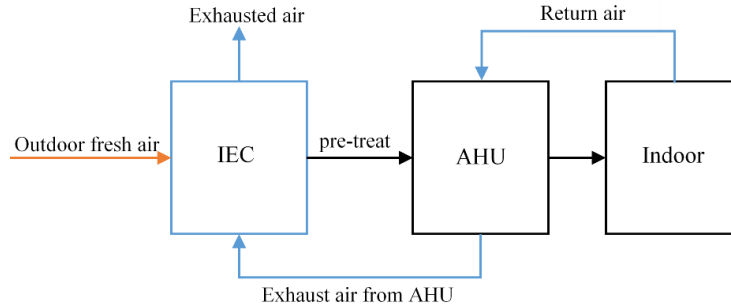 Exhausted air
Return air
Outdoor fresh air
IEC
pre-treat
AHU
Indoor
Exhaust air from AHU